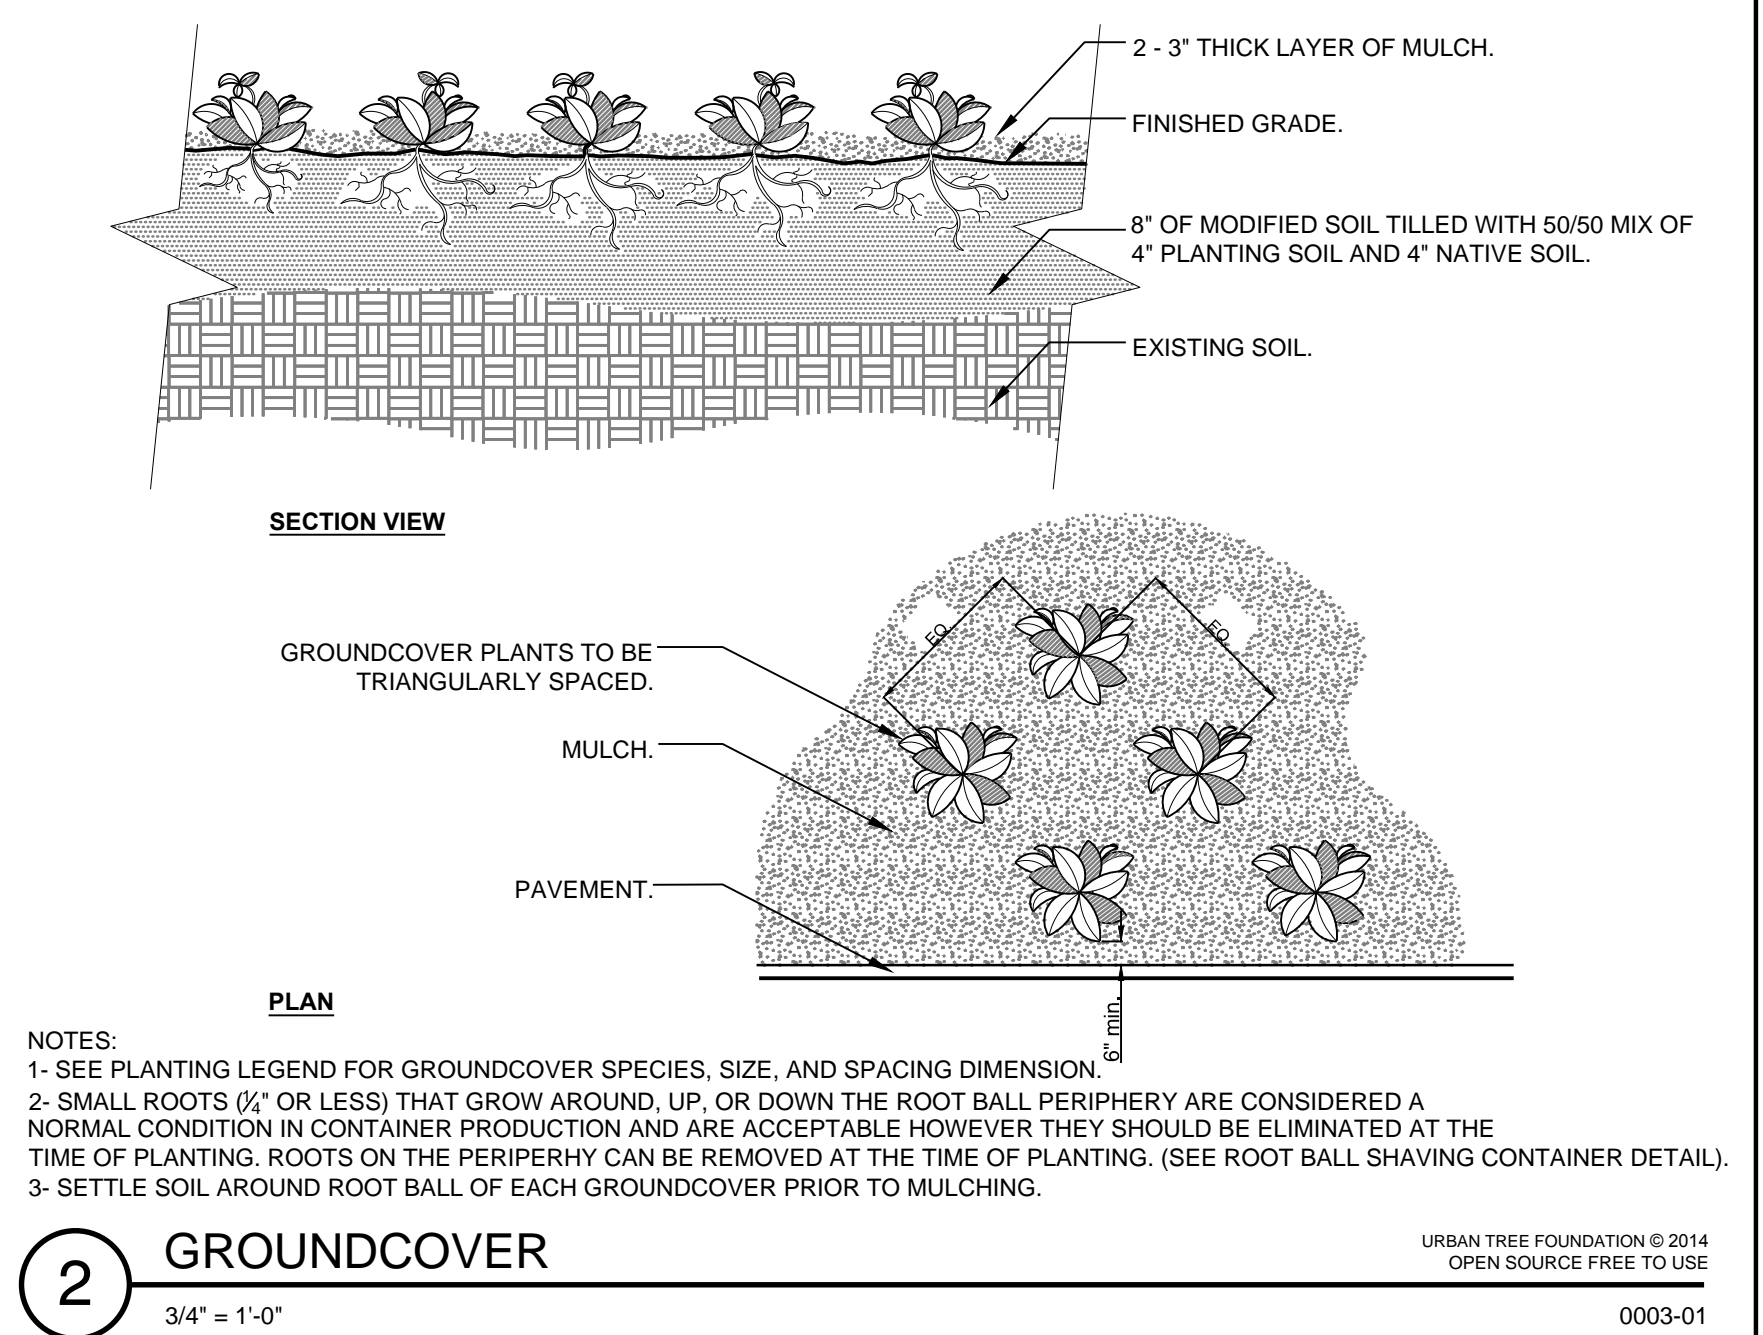 2 - 3" THICK LAYER OF MULCH.
FINISHED GRADE.
8" OF MODIFIED SOIL TILLED WITH 50/50 MIX OF
4" PLANTING SOIL AND 4" NATIVE SOIL.
EXISTING SOIL.
SECTION VIEW
EQ.
EQ.
GROUNDCOVER PLANTS TO BE
TRIANGULARLY SPACED.
MULCH.
PAVEMENT.
6" min.
PLAN
NOTES:
1- SEE PLANTING LEGEND FOR GROUNDCOVER SPECIES, SIZE, AND SPACING DIMENSION.
2- SMALL ROOTS (¼" OR LESS) THAT GROW AROUND, UP, OR DOWN THE ROOT BALL PERIPHERY ARE CONSIDERED A
NORMAL CONDITION IN CONTAINER PRODUCTION AND ARE ACCEPTABLE HOWEVER THEY SHOULD BE ELIMINATED AT THE
TIME OF PLANTING. ROOTS ON THE PERIPERHY CAN BE REMOVED AT THE TIME OF PLANTING. (SEE ROOT BALL SHAVING CONTAINER DETAIL).
3- SETTLE SOIL AROUND ROOT BALL OF EACH GROUNDCOVER PRIOR TO MULCHING.
2
GROUNDCOVER
URBAN TREE FOUNDATION © 2014
OPEN SOURCE FREE TO USE
3/4" = 1'-0"
0003-01